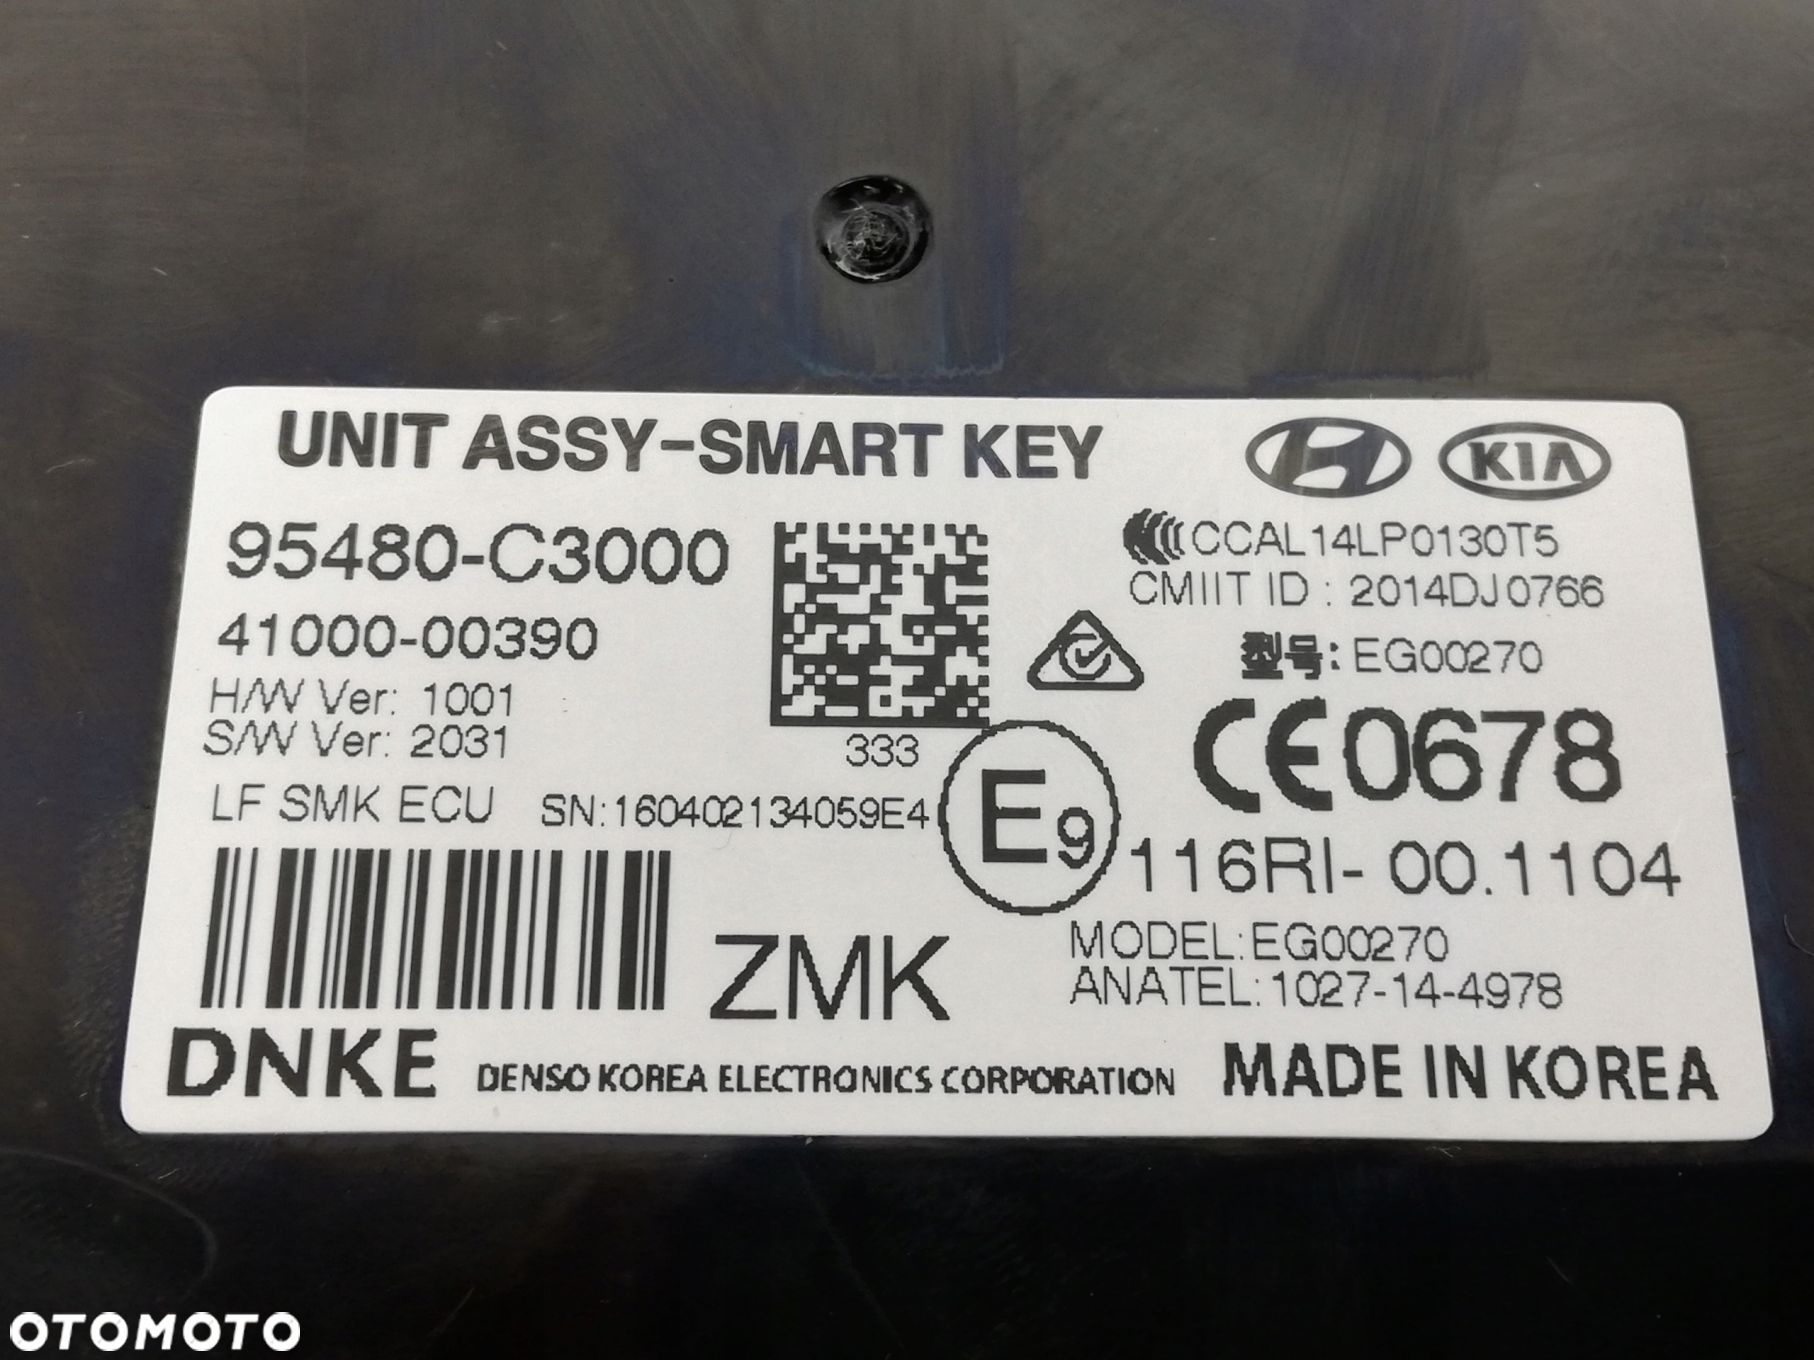 UNIT ASSY-SMART KEY
KIA
95480-C3000
CCAL14LP0130T5
CMIIT ID : 2014DJ0766
41000-00390
型号: EG00270
H/W Ver: 1001
S/W Ver: 2031
333
CE0678
LF SMK ECU SN:160402134059E4
E9
116RI- 00.1104
ZMK
MODEL:EG00270
ANATEL:1027-14-4978
DNKE DENSO KOREA ELECTRONICS CORPORATION MADE IN KOREA
OTOMOTO